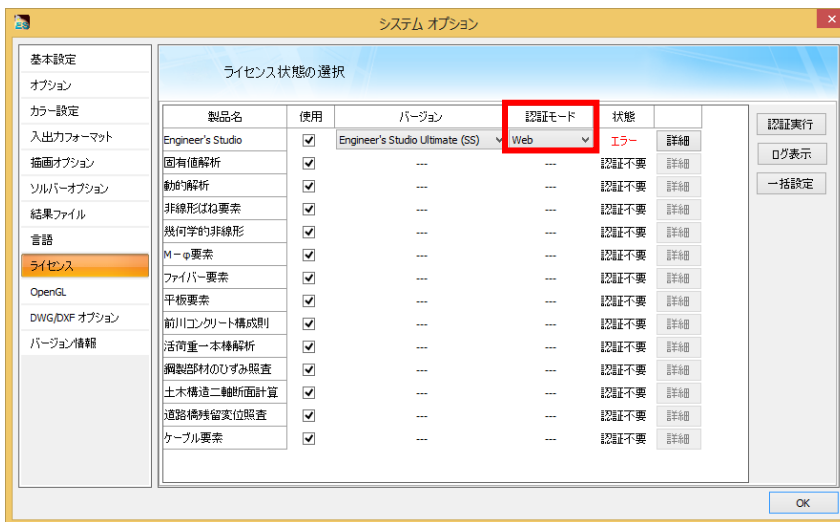 ES
システム オプション
×
基本設定
オプション
カラー設定
入出力フォーマット
描画オプション
ソルバーオプション
結果ファイル
言語
ライセンス
OpenGL
DWG/DXF オプション
バージョン情報
ライセンス状態の選択
製品名 使用 バージョン 認証モード 状態
Engineer's Studio Engineer's Studio Ultimate (SS) Web エラー 詳細
固有値解析 --- --- 認証不要 詳細
動的解析 --- --- 認証不要 詳細
非線形ばね要素 --- --- 認証不要 詳細
幾何学的非線形 --- --- 認証不要 詳細
M-φ要素 --- --- 認証不要 詳細
ファイバー要素 --- --- 認証不要 詳細
平板要素 --- --- 認証不要 詳細
前川コンクリート構成則 --- --- 認証不要 詳細
活荷重一本棒解析 --- --- 認証不要 詳細
鋼製部材のひずみ照査 --- --- 認証不要 詳細
土木構造二軸断面計算 --- --- 認証不要 詳細
道路橋残留変位照査 --- --- 認証不要 詳細
ケーブル要素 --- --- 認証不要 詳細
認証実行
ログ表示
一括設定
OK